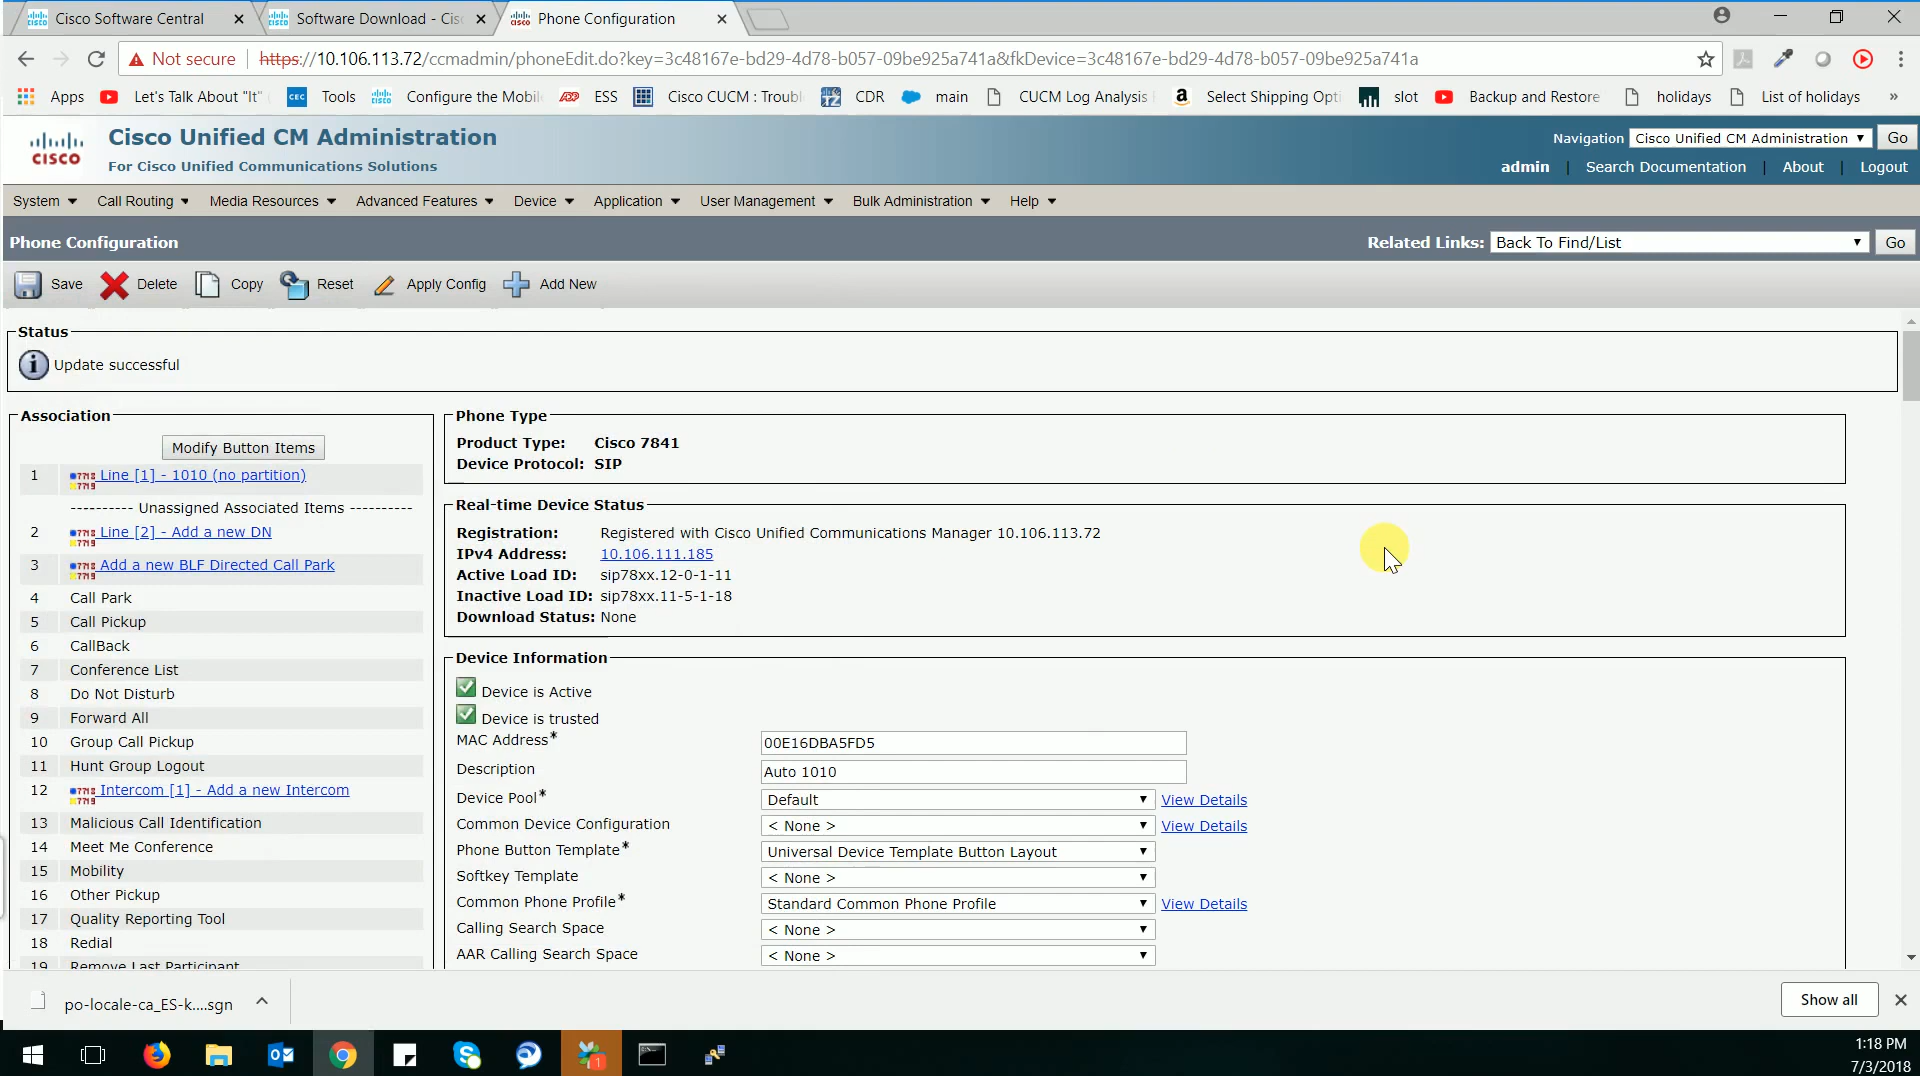 Cisco Software Central
Software Download - Cisc
Phone Configuration
Not secure
https://10.106.113.72/ccmadmin/phoneEdit.do?key=3c48167e-bd29-4d78-b057-09be925a741a&fkDevice=3c48167e-bd29-4d78-b057-09be925a741a
Apps
Let's Talk About "It"
CEC
Tools
Configure the Mobil
ESS
Cisco CUCM : Troubl
CDR
main
CUCM Log Analysis
Select Shipping Opti
slot
Backup and Restore
holidays
List of holidays
»
CISCO
Cisco Unified CM Administration
For Cisco Unified Communications Solutions
Navigation
Cisco Unified CM Administration
Go
admin | Search Documentation | About | Logout
System
Call Routing
Media Resources
Advanced Features
Device
Application
User Management
Bulk Administration
Help
Phone Configuration
Related Links:
Back To Find/List
Go
Save
Delete
Copy
Reset
Apply Config
Add New
Status
Update successful
Association
Modify Button Items
1 Line [1] - 1010 (no partition)
---------- Unassigned Associated Items ----------
2 Line [2] - Add a new DN
3 Add a new BLF Directed Call Park
4 Call Park
5 Call Pickup
6 CallBack
7 Conference List
8 Do Not Disturb
9 Forward All
10 Group Call Pickup
11 Hunt Group Logout
12 Intercom [1] - Add a new Intercom
13 Malicious Call Identification
14 Meet Me Conference
15 Mobility
16 Other Pickup
17 Quality Reporting Tool
18 Redial
19 Remove Last Participant
Phone Type
Product Type: Cisco 7841
Device Protocol: SIP
Real-time Device Status
Registration: Registered with Cisco Unified Communications Manager 10.106.113.72
IPv4 Address: 10.106.111.185
Active Load ID: sip78xx.12-0-1-11
Inactive Load ID: sip78xx.11-5-1-18
Download Status: None
Device Information
Device is Active
Device is trusted
MAC Address* 00E16DBA5FD5
Description Auto 1010
Device Pool* Default View Details
Common Device Configuration < None > View Details
Phone Button Template* Universal Device Template Button Layout
Softkey Template < None >
Common Phone Profile* Standard Common Phone Profile View Details
Calling Search Space < None >
AAR Calling Search Space < None >
po-locale-ca_ES-k....sgn
Show all
1
1:18 PM
7/3/2018